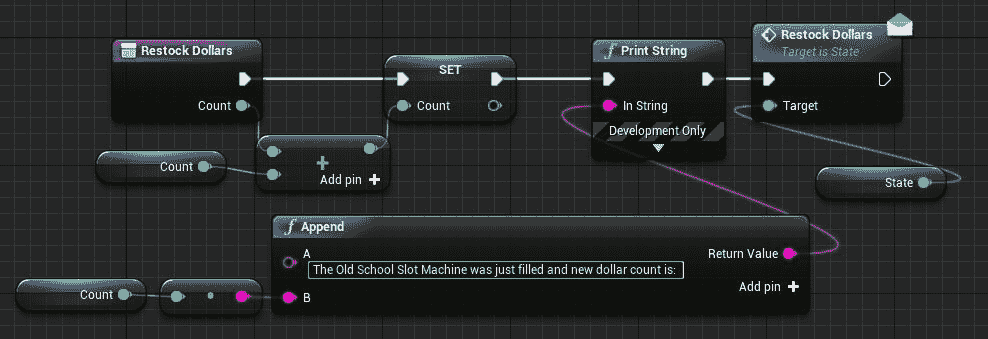 Restock Dollars
Count
SET
Count
Print String
In String
Development Only
Restock Dollars
Target is State
Target
Count
+
Add pin +
State
f Append
A
The Old School Slot Machine was just filled and new dollar count is:
B
Return Value
Add pin +
Count